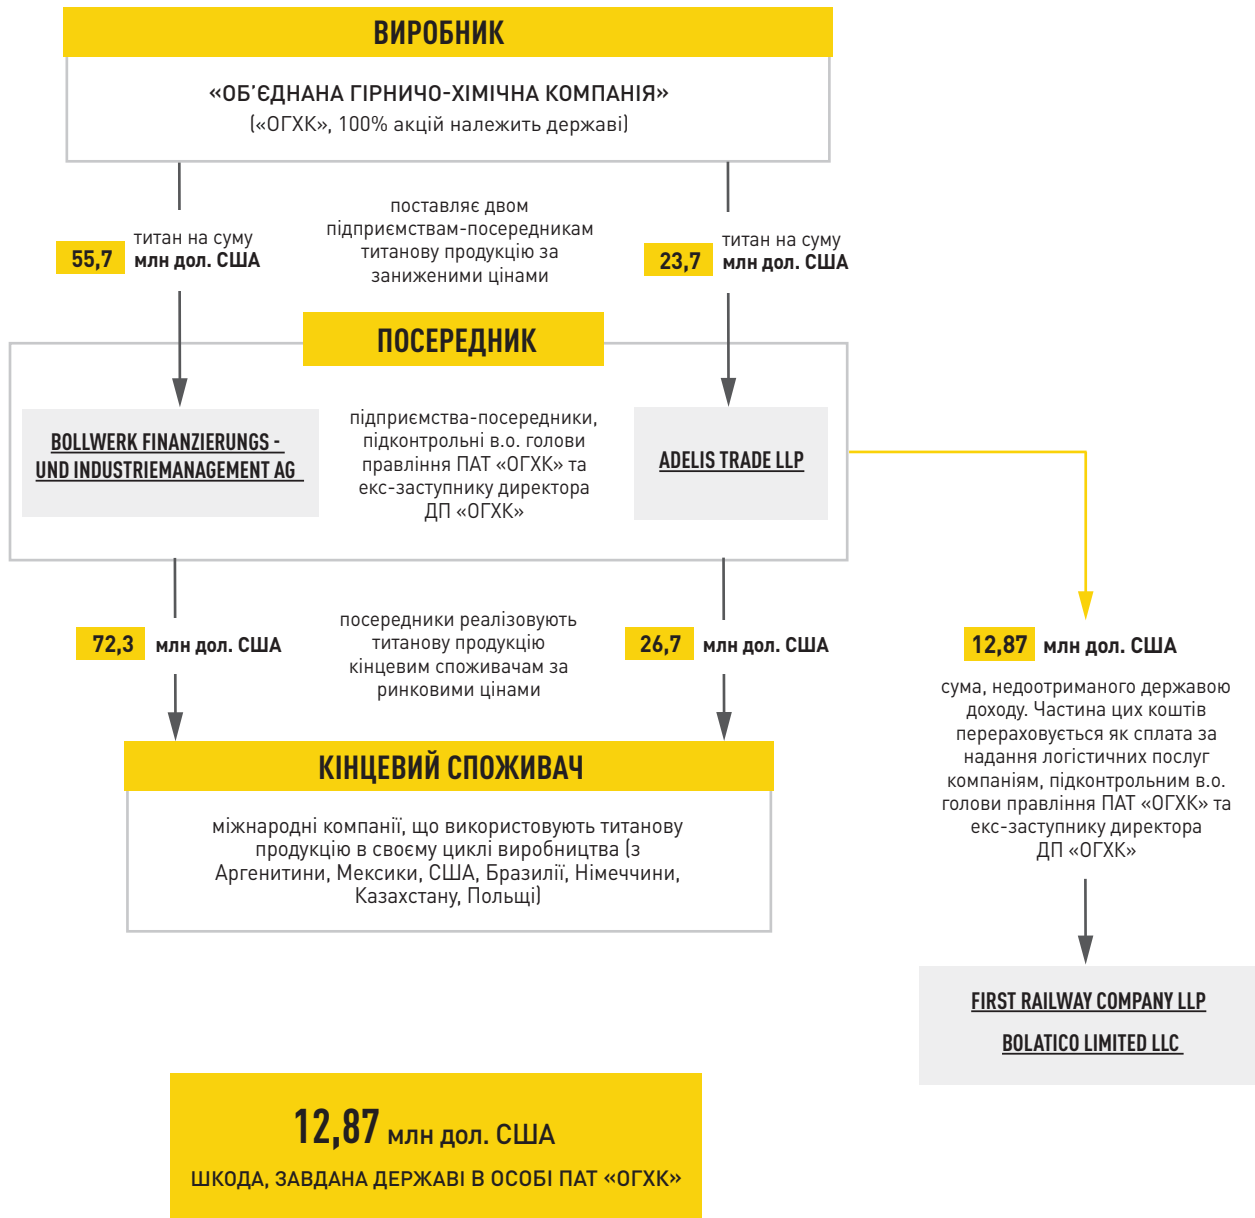 ВИРОБНИК
«ОБ’ЄДНАНА ГІРНИЧО-ХІМІЧНА КОМПАНІЯ»
(«ОГХК», 100% акцій належить державі)
поставляє двом
підприємствам-посередникам
титанову продукцію за
заниженими цінами
титан на суму
55,7 млн дол. США
титан на суму
23,7 млн дол. США
ПОСЕРЕДНИК
BOLLWERK FINANZIERUNGS -
UND INDUSTRIEMANAGEMENT AG
підприємства-посередники,
підконтрольні в.о. голови
правління ПАТ «ОГХК» та
екс-заступнику директора
ДП «ОГХК»
ADELIS TRADE LLP
72,3 млн дол. США
посередники реалізовують
титанову продукцію
кінцевим споживачам за
ринковими цінами
26,7 млн дол. США
12,87 млн дол. США
сума, недоотриманого державою
доходу. Частина цих коштів
перераховується як сплата за
надання логістичних послуг
компаніям, підконтрольним в.о.
голови правління ПАТ «ОГХК» та
екс-заступнику директора
ДП «ОГХК»
КІНЦЕВИЙ СПОЖИВАЧ
міжнародні компанії, що використовують титанову
продукцію в своєму циклі виробництва (з
Аргенитини, Мексики, США, Бразилії, Німеччини,
Казахстану, Польщі)
FIRST RAILWAY COMPANY LLP
BOLATICO LIMITED LLC
12,87 млн дол. США
ШКОДА, ЗАВДАНА ДЕРЖАВІ В ОСОБІ ПАТ «ОГХК»